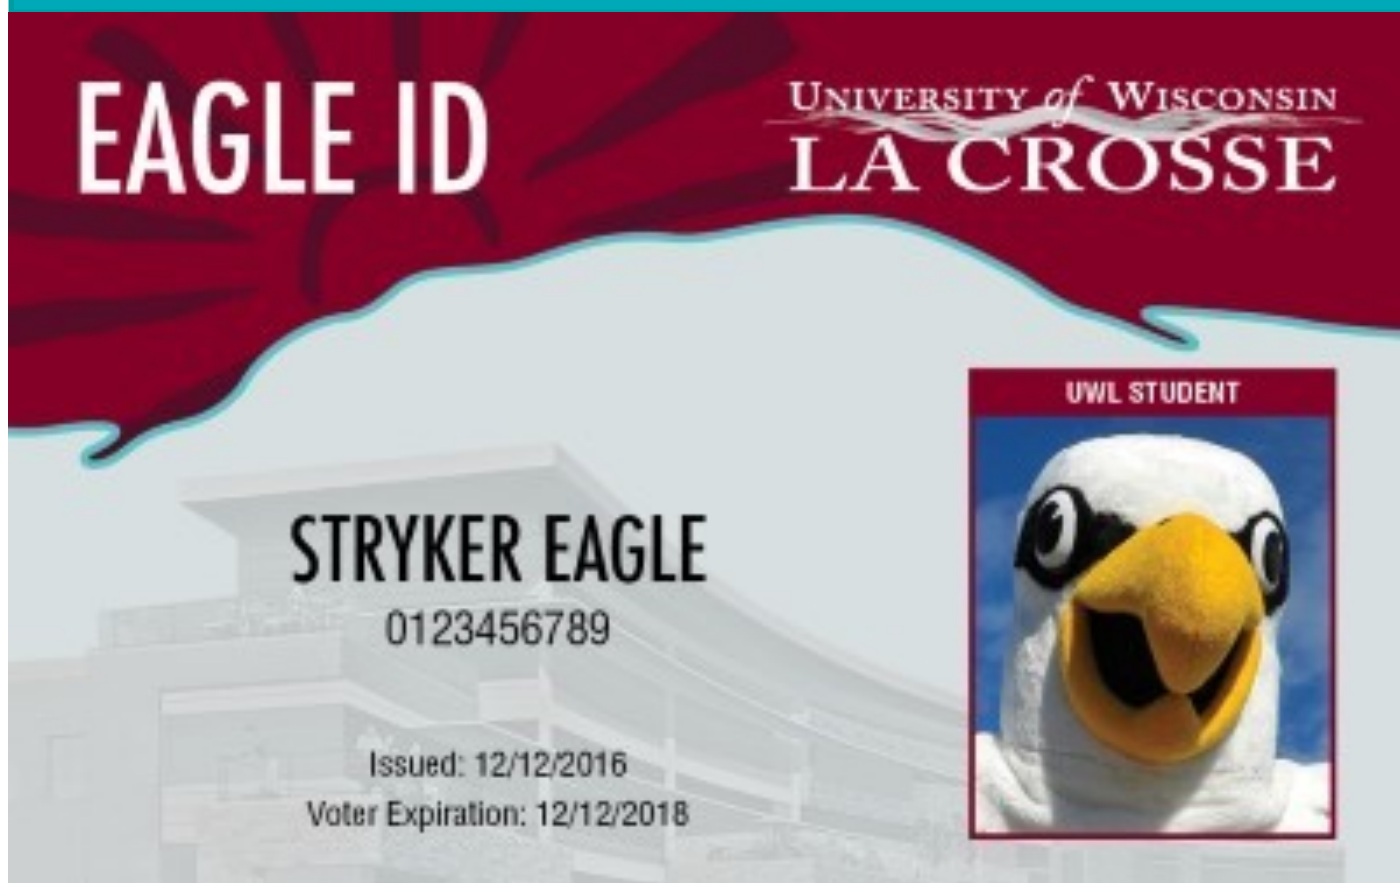 EAGLE ID
UNIVERSITY of WISCONSIN
LA CROSSE
UWL STUDENT
STRYKER EAGLE
0123456789
Issued: 12/12/2016
Voter Expiration: 12/12/2018